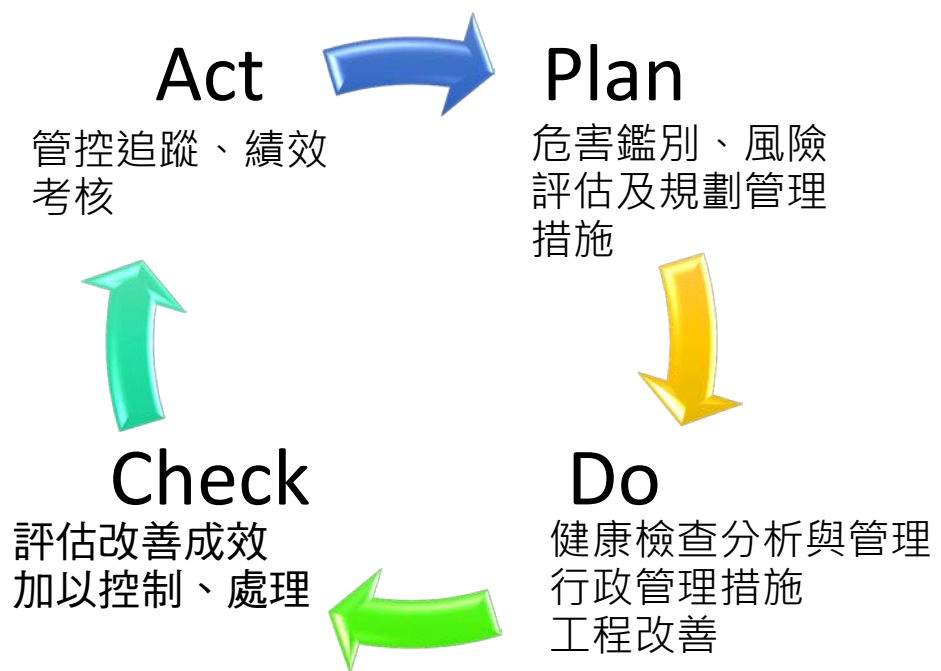 Act
管控追蹤、績效
考核
Plan
危害鑑別、風險
評估及規劃管理
措施
Check
評估改善成效
加以控制、處理
Do
健康檢查分析與管理
行政管理措施
工程改善